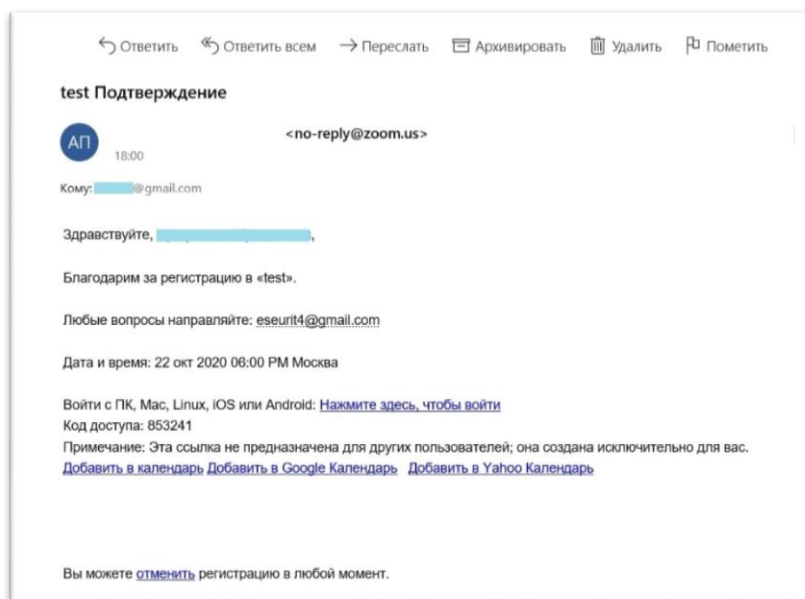 Ответить Ответить всем Переслать Архивировать Удалить Пометить
test Подтверждение
<no-reply@zoom.us>
АП
18:00
Кому: @gmail.com
Здравствуйте, ,
Благодарим за регистрацию в «test».
Любые вопросы направляйте: eseurit4@gmail.com
Дата и время: 22 окт 2020 06:00 PM Москва
Войти с ПК, Mac, Linux, iOS или Android: Нажмите здесь, чтобы войти
Код доступа: 853241
Примечание: Эта ссылка не предназначена для других пользователей; она создана исключительно для вас.
Добавить в календарь Добавить в Google Календарь Добавить в Yahoo Календарь
Вы можете отменить регистрацию в любой момент.